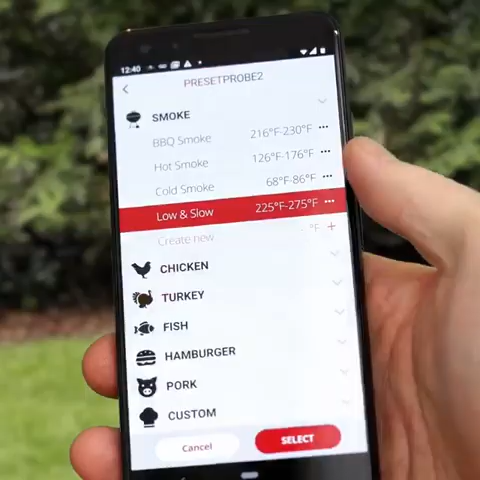 12:40
PRESETPROBE2
SMOKE
BBQ Smoke 216°F-230°F •••
Hot Smoke 126°F-176°F •••
Cold Smoke 68°F-86°F •••
Low & Slow 225°F-275°F •••
Create new - °F +
CHICKEN
TURKEY
FISH
HAMBURGER
PORK
CUSTOM
Cancel SELECT